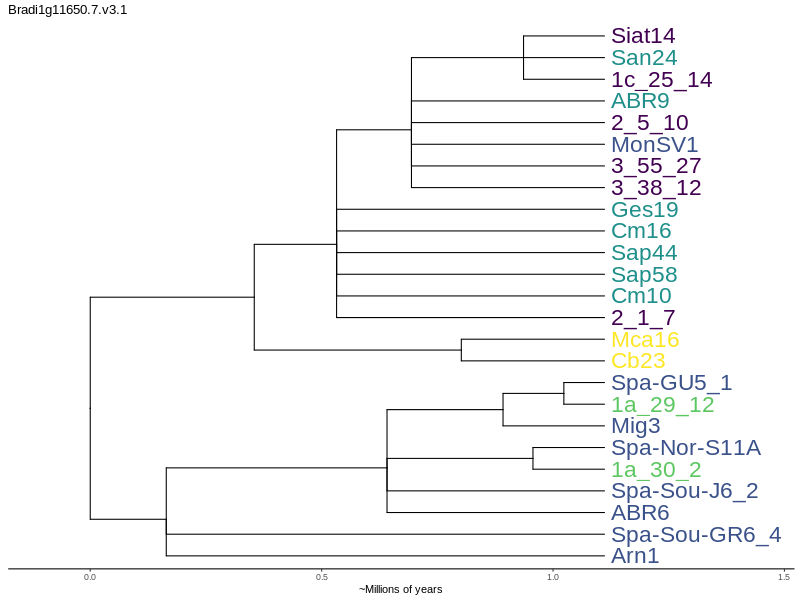 Bradi1g11650.7.v3.1
Siat14
San24
1c_25_14
ABR9
2_5_10
MonSV1
3_55_27
3_38_12
Ges19
Cm16
Sap44
Sap58
Cm10
2_1_7
Mca16
Cb23
Spa-GU5_1
1a_29_12
Mig3
Spa-Nor-S11A
1a_30_2
Spa-Sou-J6_2
ABR6
Spa-Sou-GR6_4
Arn1
0.0 0.5 1.0 1.5
~Millions of years